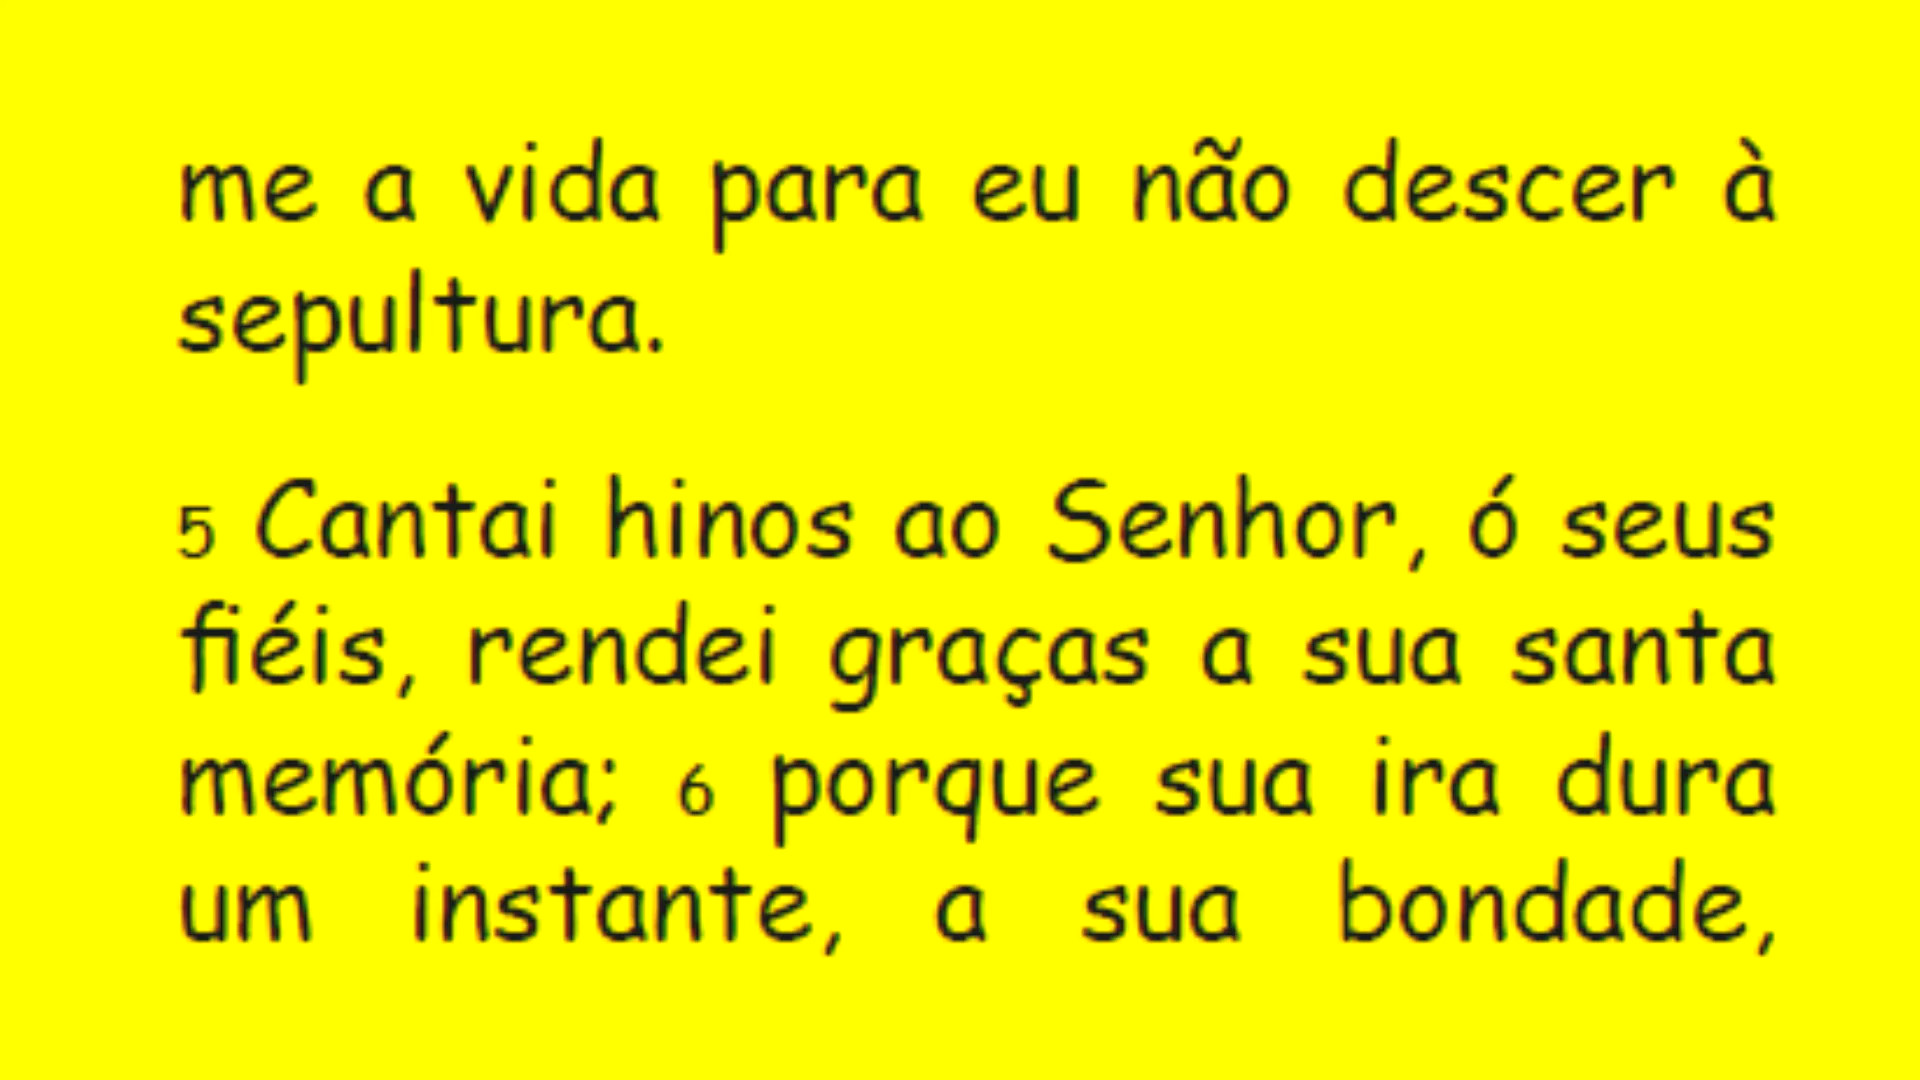 me a vida para eu não descer à
sepultura.
5 Cantai hinos ao Senhor, ó seus
fiéis, rendei graças a sua santa
memória; 6 porque sua ira dura
um instante, a sua bondade,